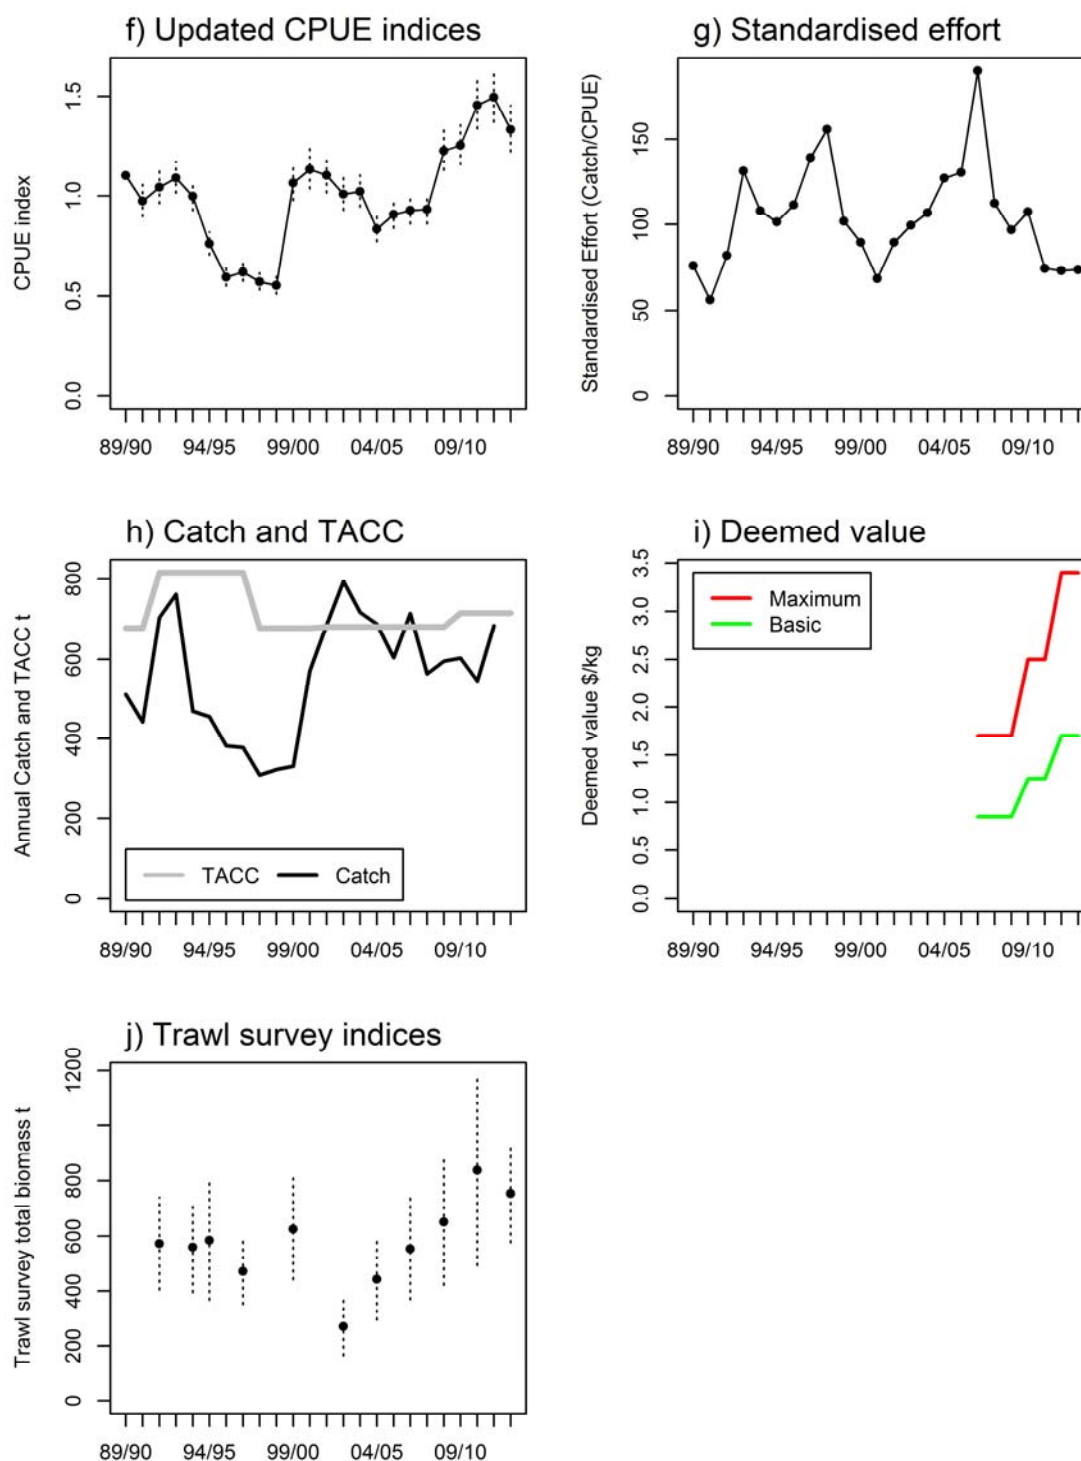 f) Updated CPUE indices
CPUE index
1.5
1.0
0.5
0.0
89/90 94/95 99/00 04/05 09/10
g) Standardised effort
Standardised Effort (Catch/CPUE)
150
100
50
0
89/90 94/95 99/00 04/05 09/10
h) Catch and TACC
Annual Catch and TACC t
800
600
400
200
0
TACC Catch
89/90 94/95 99/00 04/05 09/10
i) Deemed value
Deemed value $/kg
3.5
3.0
2.5
2.0
1.5
1.0
0.5
0.0
Maximum
Basic
89/90 94/95 99/00 04/05 09/10
j) Trawl survey indices
Trawl survey total biomass t
1200
800
600
400
200
0
89/90 94/95 99/00 04/05 09/10